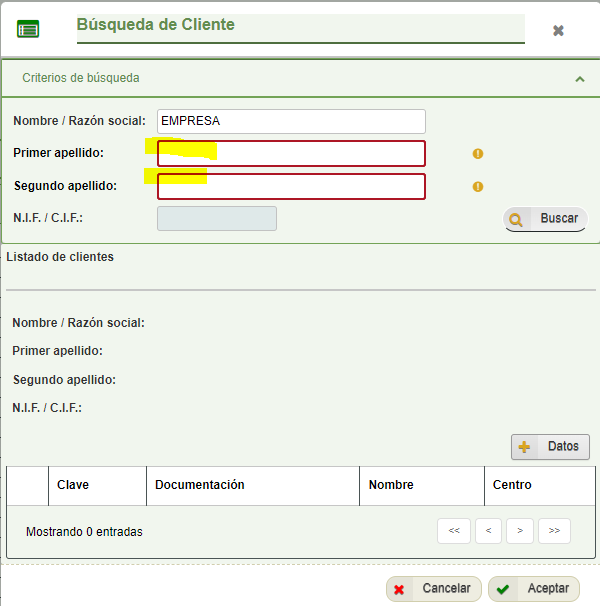 Búsqueda de Cliente
Criterios de búsqueda
Nombre / Razón social: EMPRESA
Primer apellido:
Segundo apellido:
N.I.F. / C.I.F.: Buscar
Listado de clientes
Nombre / Razón social:
Primer apellido:
Segundo apellido:
N.I.F. / C.I.F.:
Datos
Clave Documentación Nombre Centro
Mostrando 0 entradas << < > >>
Cancelar Aceptar